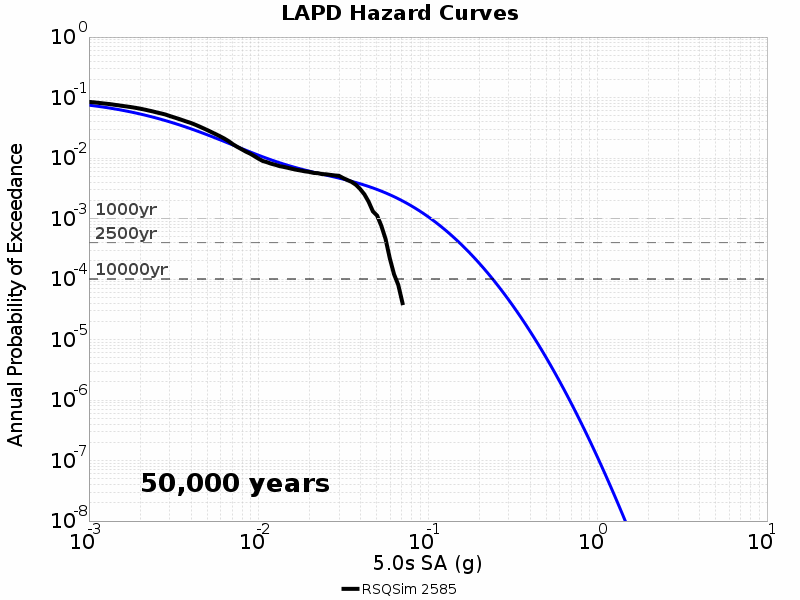 LAPD Hazard Curves
Annual Probability of Exceedance
10^0
10^-1
10^-2
10^-3
10^-4
10^-5
10^-6
10^-7
10^-8
1000yr
2500yr
10000yr
50,000 years
10^-3 10^-2 10^-1 10^0 10^1
5.0s SA (g)
RSQSim 2585